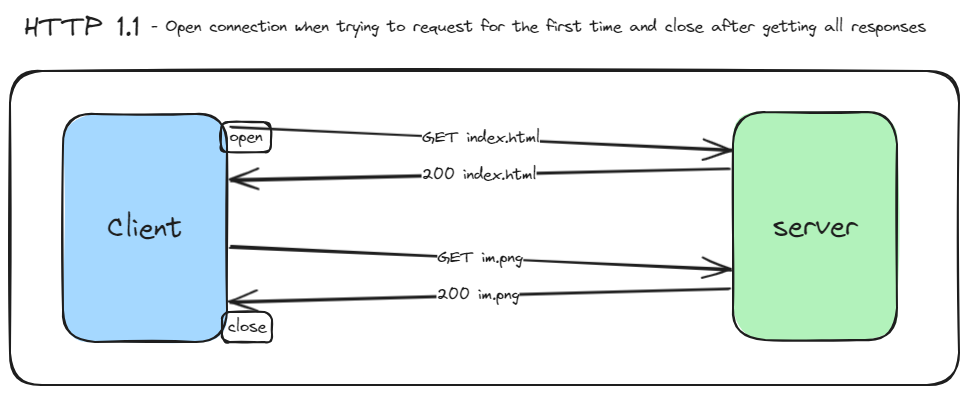 HTTP 1.1 - Open connection when trying to request for the first time and close after getting all responses
open
GET index.html
200 index.html
Client
server
GET im.png
200 im.png
close